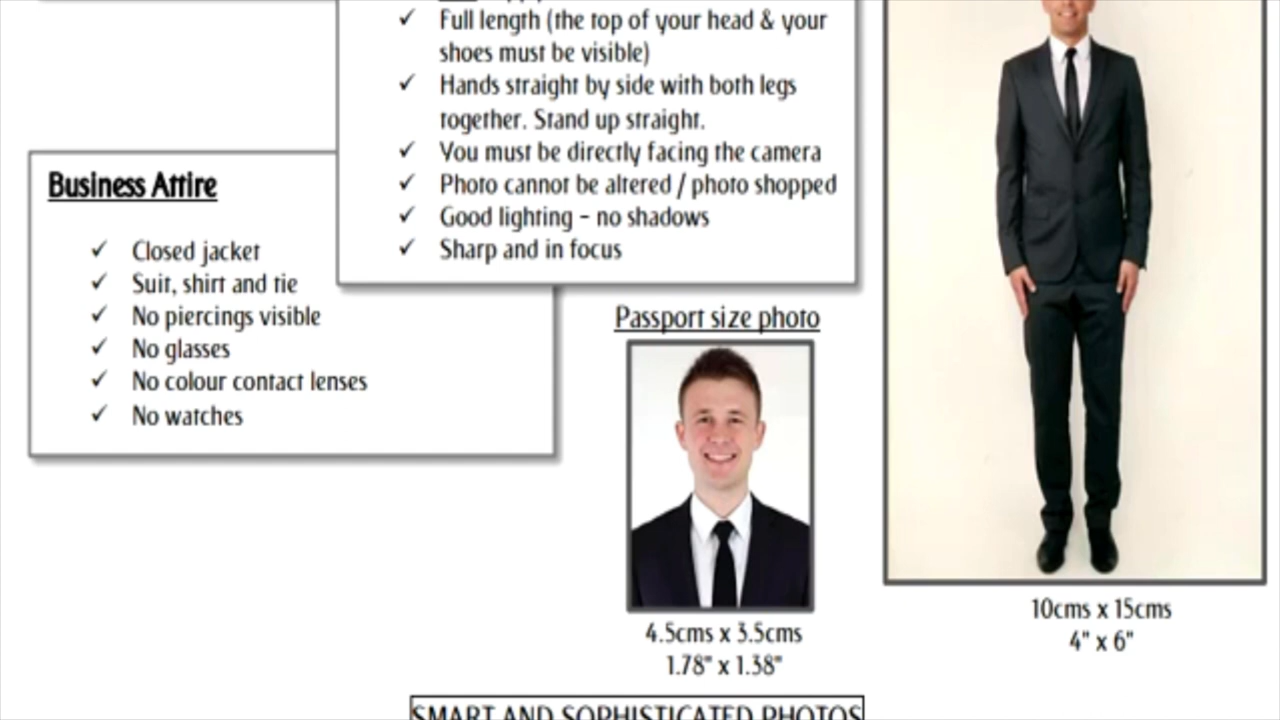 Full length (the top of your head & your
shoes must be visible)
Hands straight by side with both legs
together. Stand up straight.
You must be directly facing the camera
Photo cannot be altered / photo shopped
Good lighting – no shadows
Sharp and in focus
Business Attire
Closed jacket
Suit, shirt and tie
No piercings visible
No glasses
No colour contact lenses
No watches
Passport size photo
4.5cms x 3.5cms
1.78" x 1.38"
10cms x 15cms
4" x 6"
SMART AND SOPHISTICATED PHOTOS